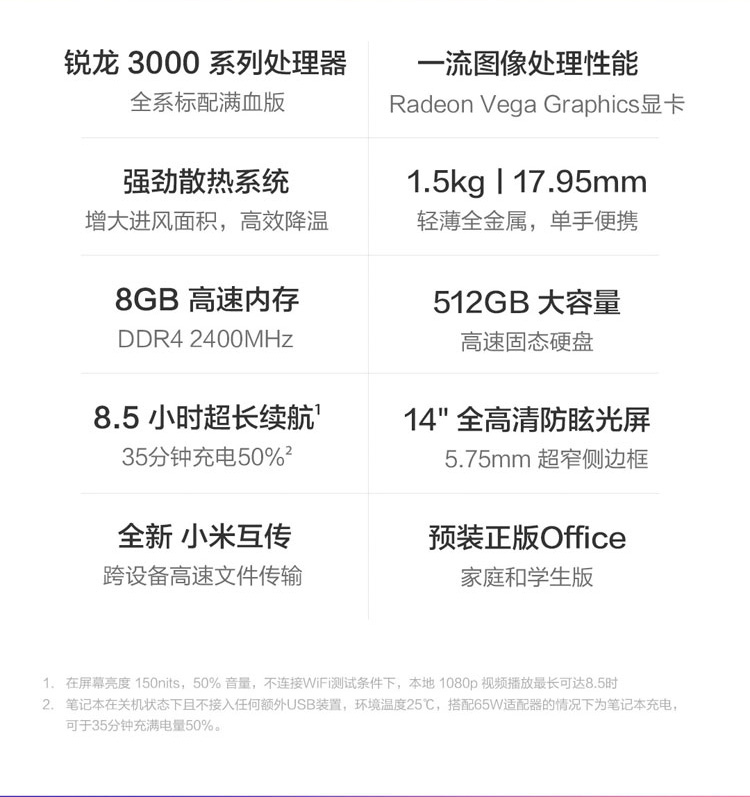 锐龙 3000 系列处理器
全系标配满血版
一流图像处理性能
Radeon Vega Graphics显卡
强劲散热系统
增大进风面积，高效降温
1.5kg | 17.95mm
轻薄全金属，单手便携
8GB 高速内存
DDR4 2400MHz
512GB 大容量
高速固态硬盘
8.5 小时超长续航1
35分钟充电50%2
14" 全高清防眩光屏
5.75mm 超窄侧边框
全新 小米互传
跨设备高速文件传输
预装正版Office
家庭和学生版
1. 在屏幕亮度 150nits，50% 音量，不连接WiFi测试条件下，本地 1080p 视频播放最长可达8.5时
2. 笔记本在关机状态下且不接入任何额外USB装置，环境温度25℃，搭配65W适配器的情况下为笔记本充电，
可于35分钟充满电量50%。